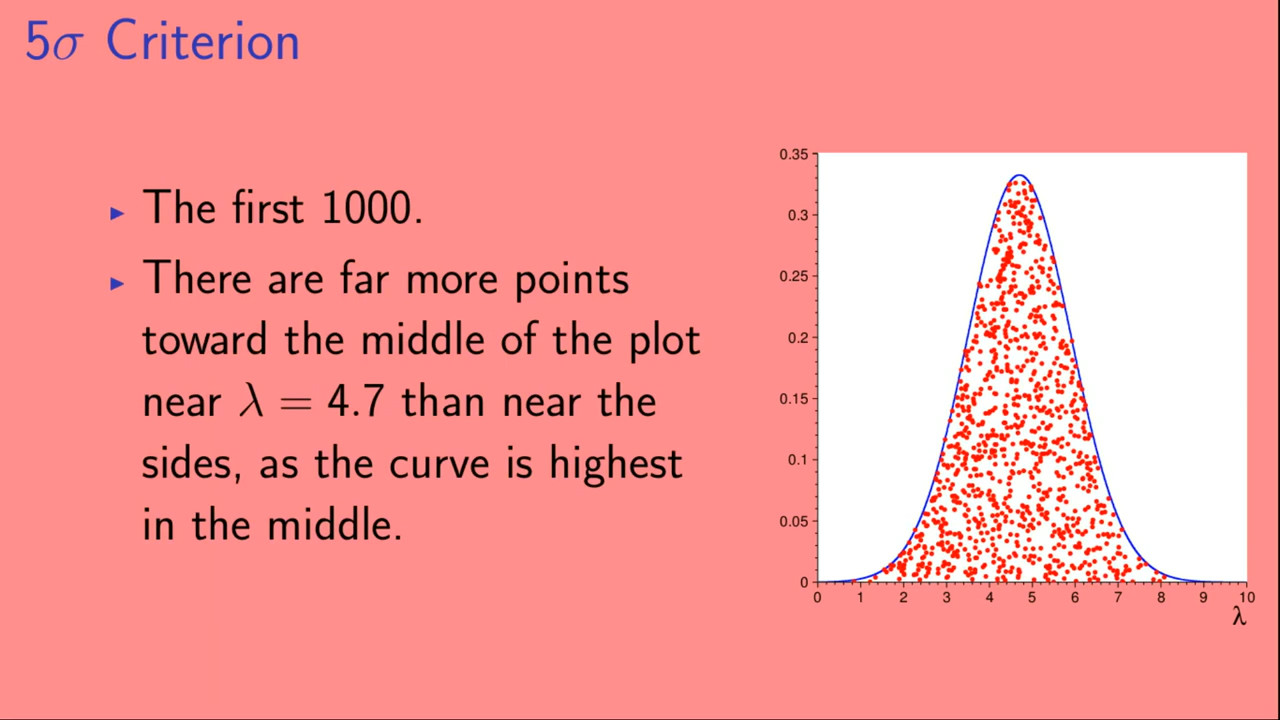 5σ Criterion
▸ The first 1000.
▸ There are far more points
toward the middle of the plot
near λ = 4.7 than near the
sides, as the curve is highest
in the middle.
0.35
0.3
0.25
0.2
0.15
0.1
0.05
0
0 1 2 3 4 5 6 7 8 9 10
λ